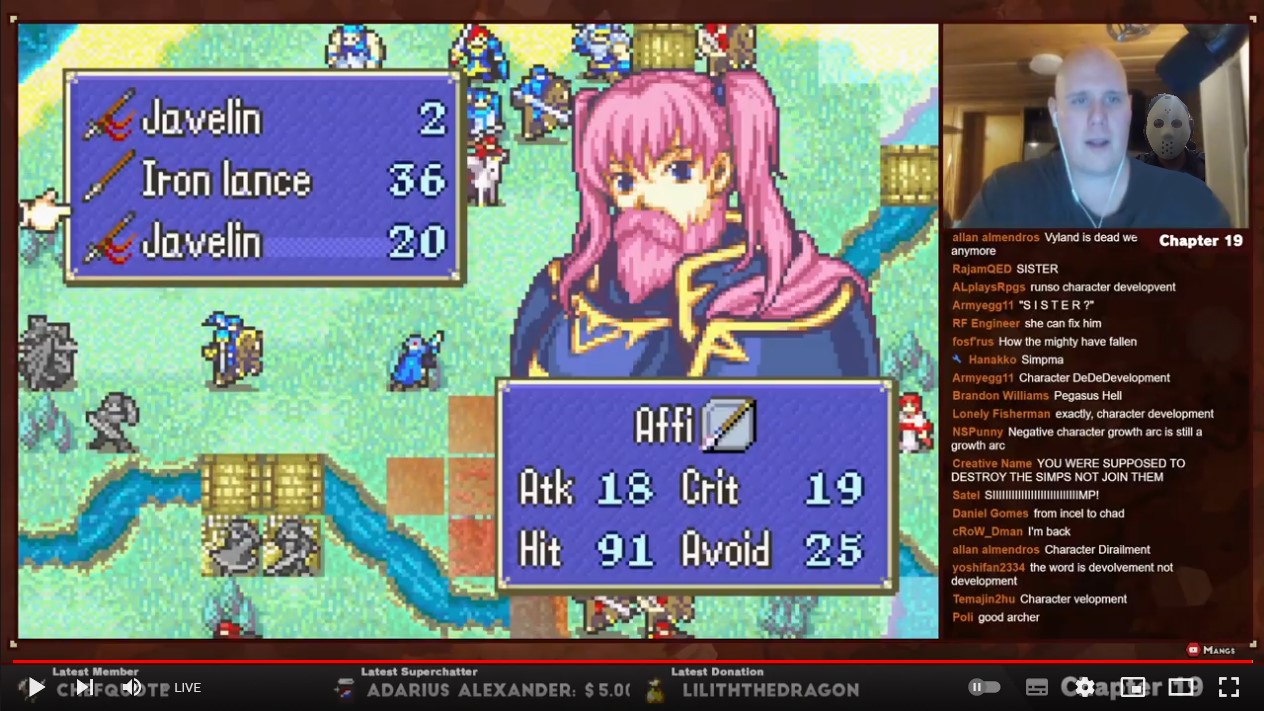 Javelin 2
Iron lance 36
Javelin 20
Affi
Atk 18 Crit 19
Hit 91 Avoid 25
allan almendros Vyland is dead we
anymore
Chapter 19
RajamQED SISTER
ALplaysRpgs runso character developvent
Armyegg11 "S I S T E R ?"
RF Engineer she can fix him
fosf'rus How the mighty have fallen
Hanakko Simpma
Armyegg11 Character DeDeDevelopment
Brandon Williams Pegasus Hell
Lonely Fisherman exactly, character development
NSPunny Negative character growth arc is still a
growth arc
Creative Name YOU WERE SUPPOSED TO
DESTROY THE SIMPS NOT JOIN THEM
Daniel Gomes from incel to chad
cRoW_Dman I'm back
allan almendros Character Dirailment
yoshifan2334 the word is devolvement not
development
Temajin2hu Character velopment
Poli good archer
MANGS
Latest Member
Latest Superchatter
ADARIUS ALEXANDER: $5.0
Latest Donation
LILITHTHEDRAGON
LIVE
Chapter 19